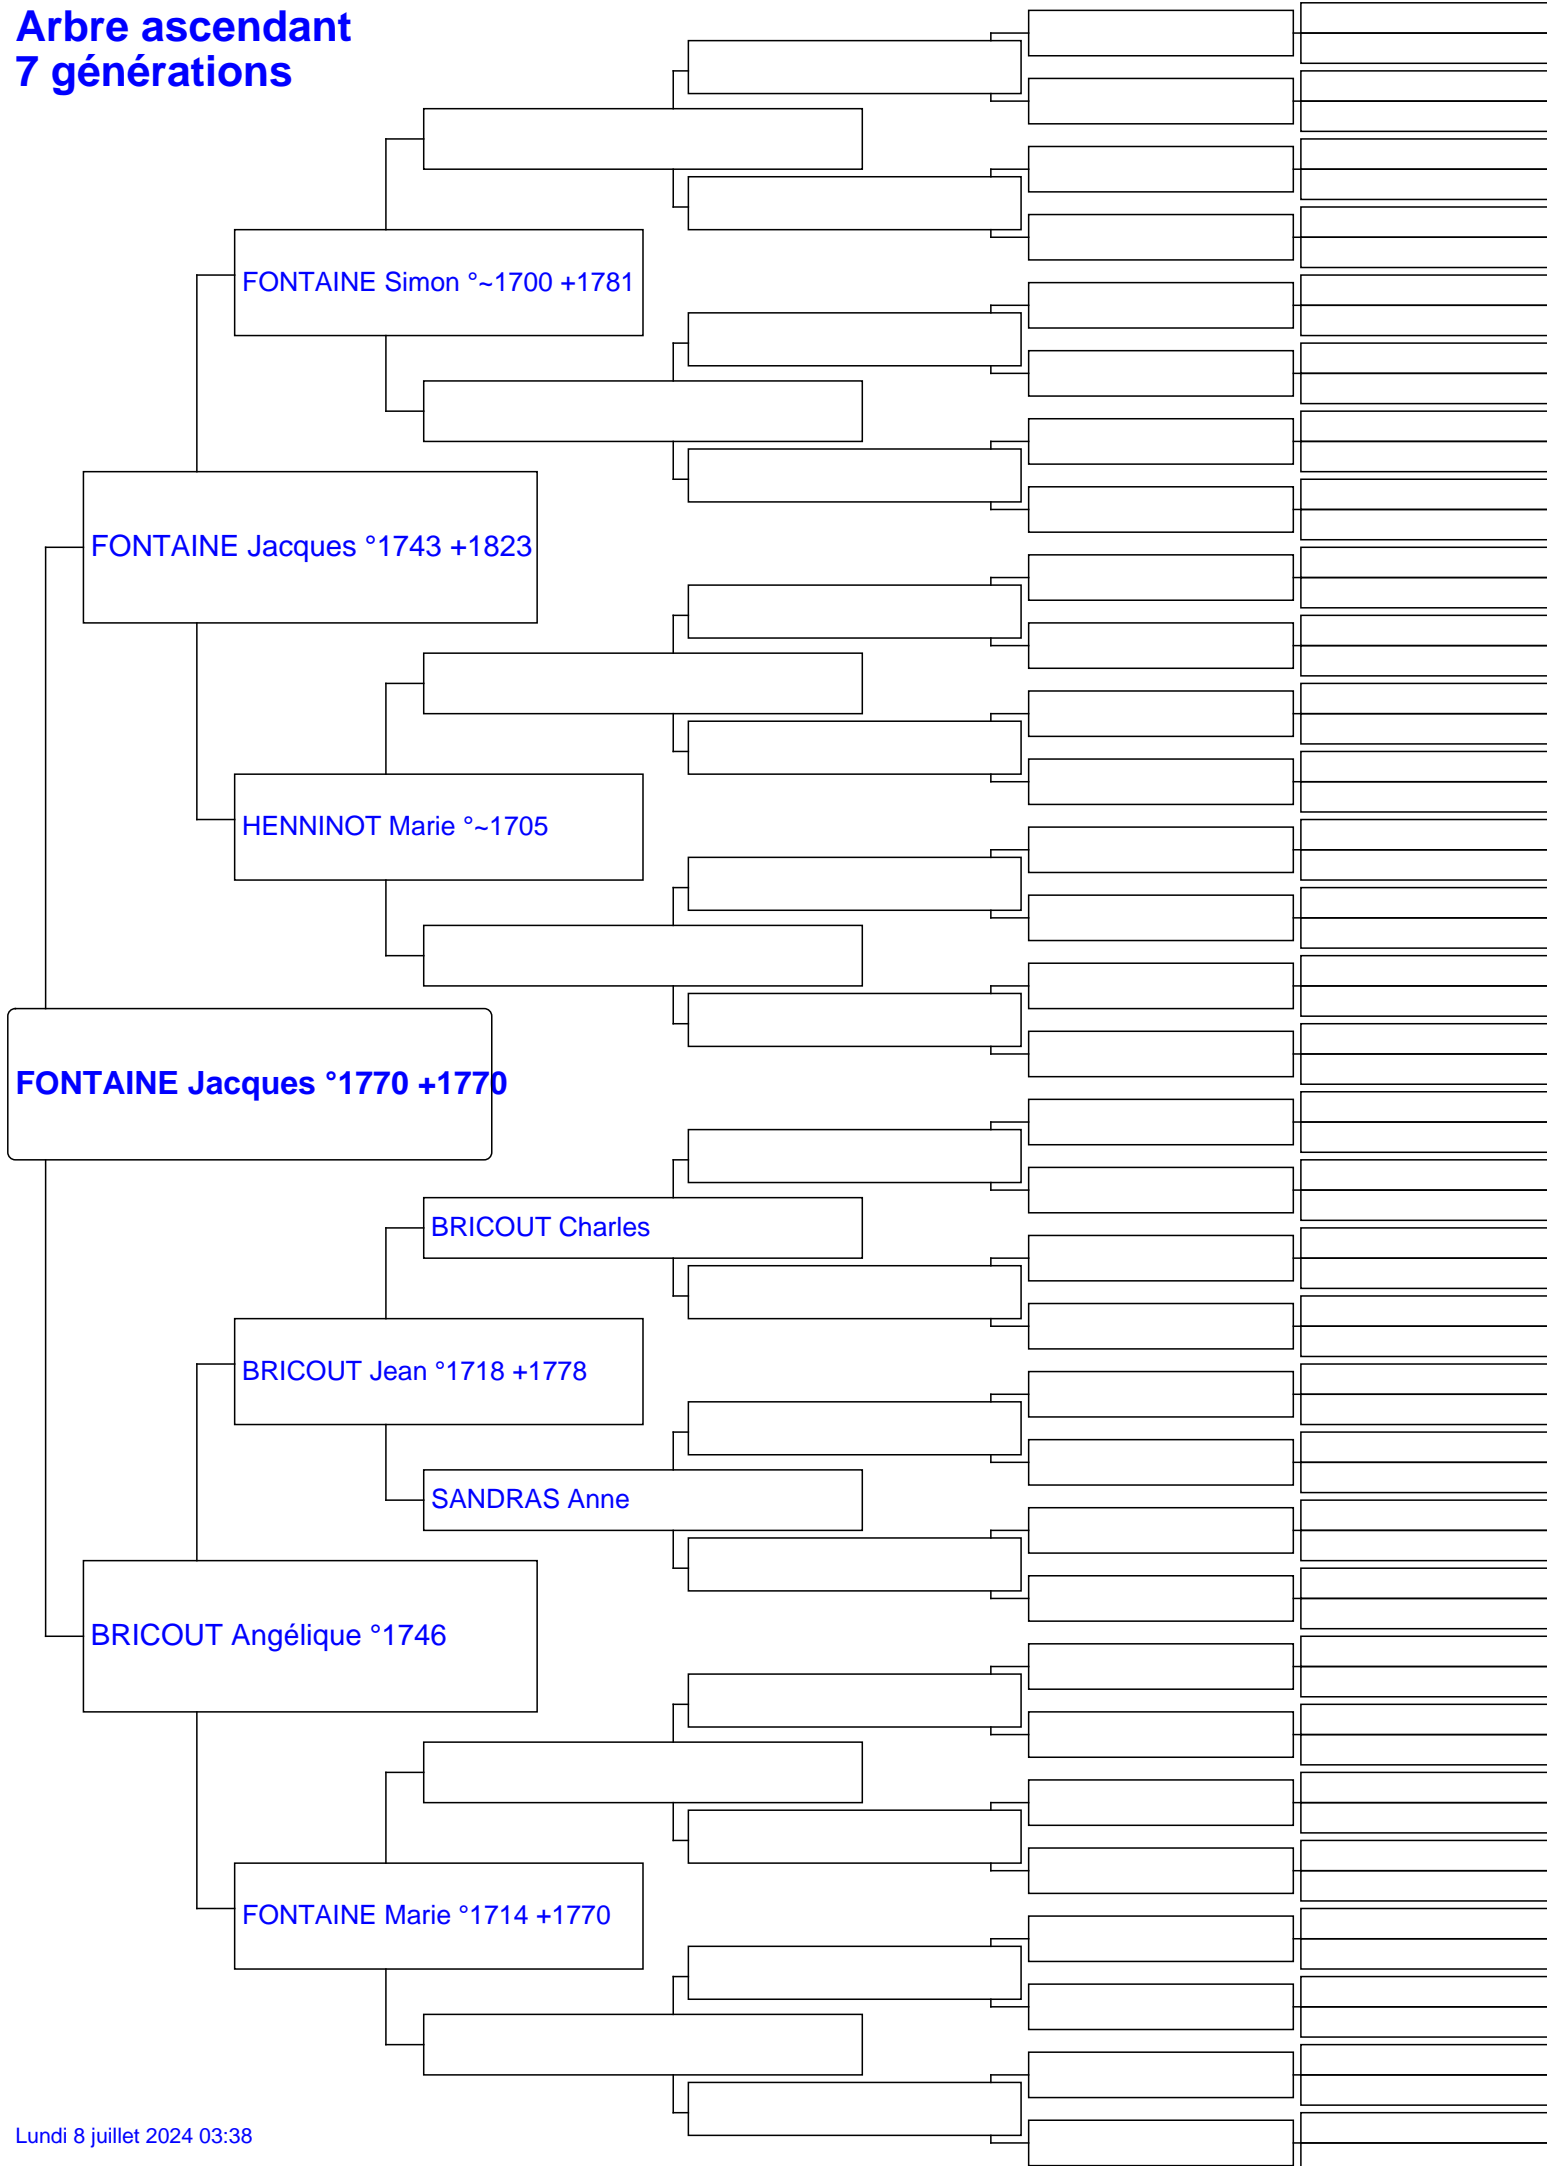 Arbre ascendant
7 générations
FONTAINE Simon °~1700 +1781
FONTAINE Jacques °1743 +1823
HENNINOT Marie °~1705
FONTAINE Jacques °1770 +1770
BRICOUT Charles
BRICOUT Jean °1718 +1778
SANDRAS Anne
BRICOUT Angélique °1746
FONTAINE Marie °1714 +1770
Lundi 8 juillet 2024 03:38